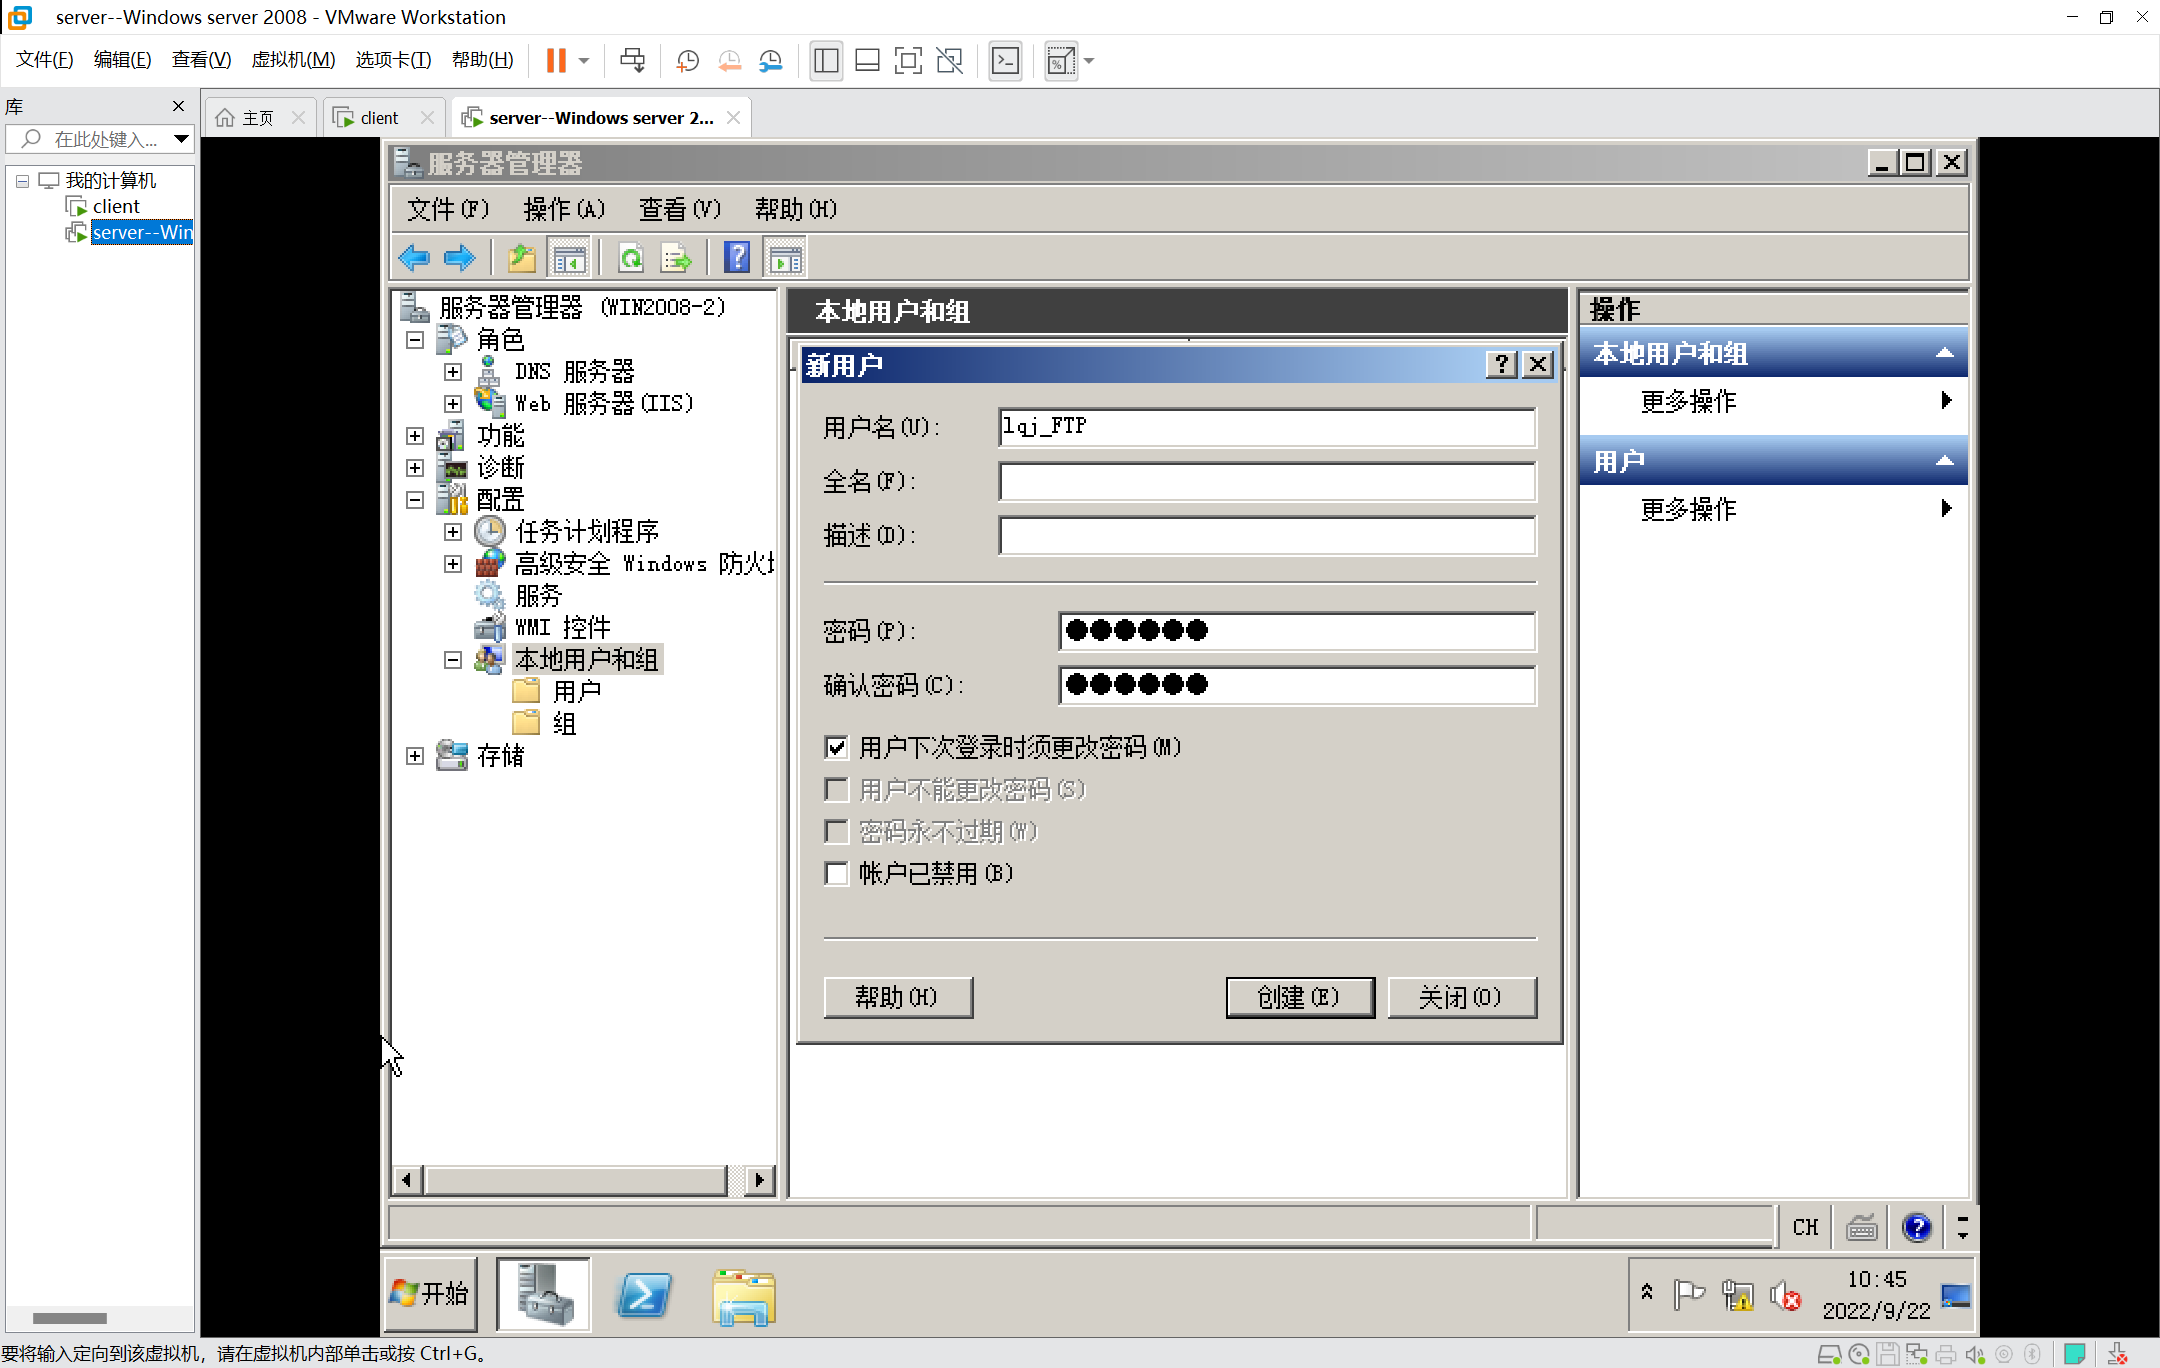 server--Windows server 2008 - VMware Workstation
文件(F) 编辑(E) 查看(V) 虚拟机(M) 选项卡(T) 帮助(H)
库
主页 client server--Windows server 2...
在此处键入...
我的计算机
client
server--Win
服务器管理器
文件(F) 操作(A) 查看(V) 帮助(H)
服务器管理器 (WIN2008-2)
角色
DNS 服务器
Web 服务器(IIS)
功能
诊断
配置
任务计划程序
高级安全 Windows 防火
服务
WMI 控件
本地用户和组
用户
组
存储
本地用户和组
新用户
用户名(U): lqj_FTP
全名(F):
描述(D):
密码(P): ●●●●●●
确认密码(C): ●●●●●●
用户下次登录时须更改密码(M)
用户不能更改密码(S)
密码永不过期(W)
帐户已禁用(B)
帮助(H) 创建(E) 关闭(O)
操作
本地用户和组
更多操作
用户
更多操作
CH
开始
10:45
2022/9/22
要将输入定向到该虚拟机，请在虚拟机内部单击或按 Ctrl+G。